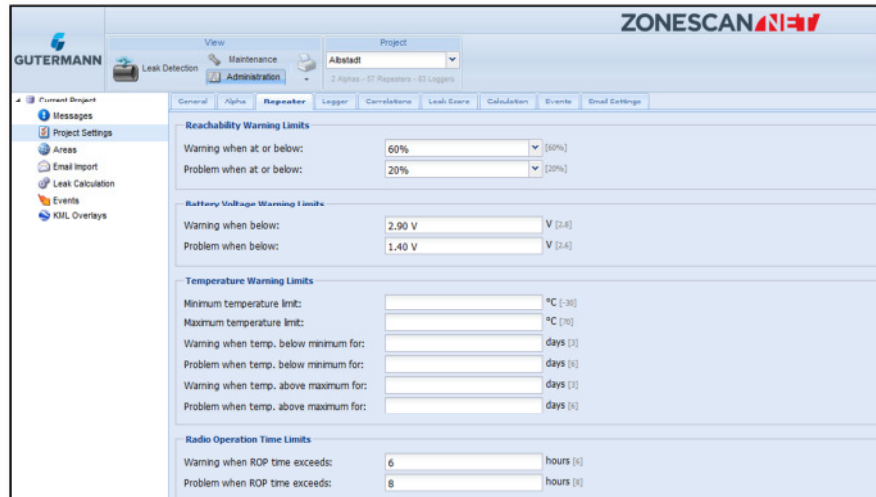 ZONESCAN NET
GUTERMANN
View
Project
Leak Detection
Maintenance
Administration
Albstadt
2 Alphas - 57 Repeaters - 93 Loggers
Current Project
Messages
Project Settings
Areas
Email Import
Leak Calculation
Events
KML Overlays
General Alpha Repeater Logger Correlations Leak Score Calculation Events Email Settings
Reachability Warning Limits
Warning when at or below: 60% [60%]
Problem when at or below: 20% [20%]
Battery Voltage Warning Limits
Warning when below: 2.90 V V [2.8]
Problem when below: 1.40 V V [2.6]
Temperature Warning Limits
Minimum temperature limit: °C [-30]
Maximum temperature limit: °C [70]
Warning when temp. below minimum for: days [3]
Problem when temp. below minimum for: days [6]
Warning when temp. above maximum for: days [3]
Problem when temp. above maximum for: days [6]
Radio Operation Time Limits
Warning when ROP time exceeds: 6 hours [6]
Problem when ROP time exceeds: 8 hours [8]